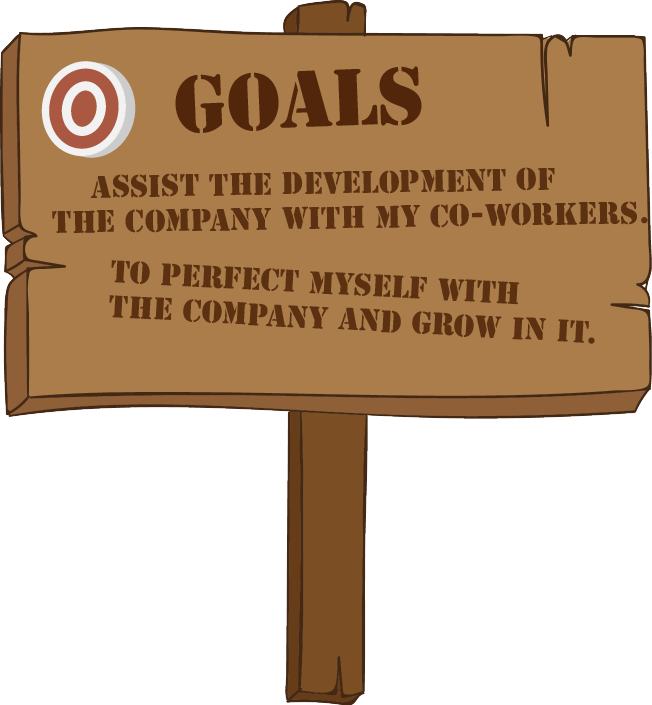 GOALS
ASSIST THE DEVELOPMENT OF
THE COMPANY WITH MY CO-WORKERS.
TO PERFECT MYSELF WITH
THE COMPANY AND GROW IN IT.